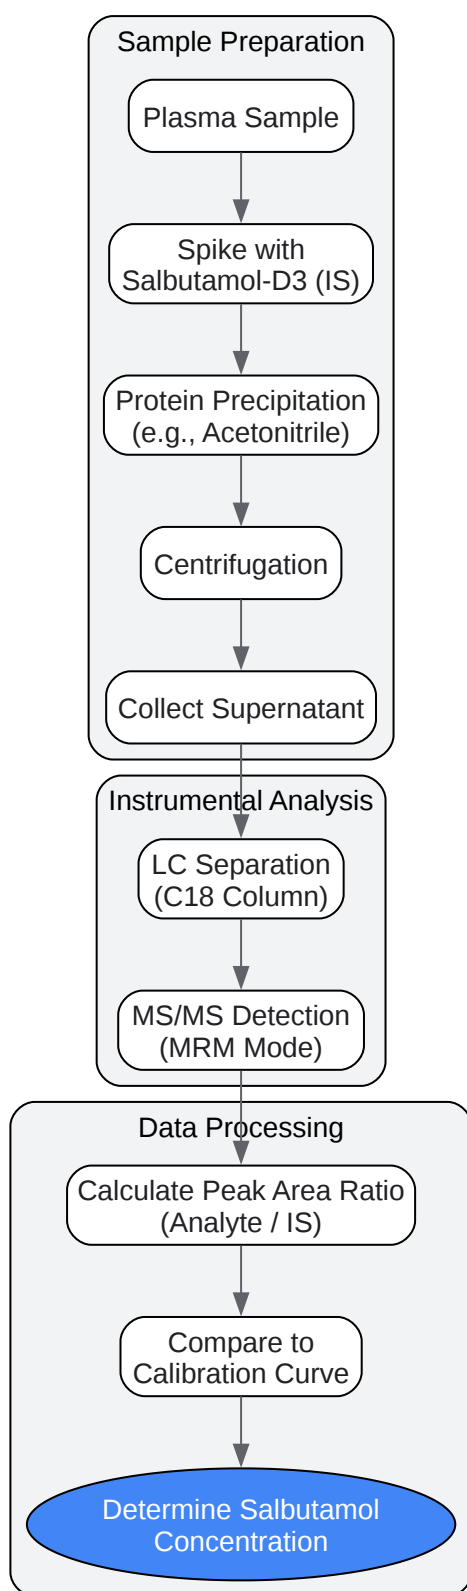 Sample Preparation
Plasma Sample
Spike with
Salbutamol-D3 (IS)
Protein Precipitation
(e.g., Acetonitrile)
Centrifugation
Collect Supernatant
Instrumental Analysis
LC Separation
(C18 Column)
MS/MS Detection
(MRM Mode)
Data Processing
Calculate Peak Area Ratio
(Analyte / IS)
Compare to
Calibration Curve
Determine Salbutamol
Concentration